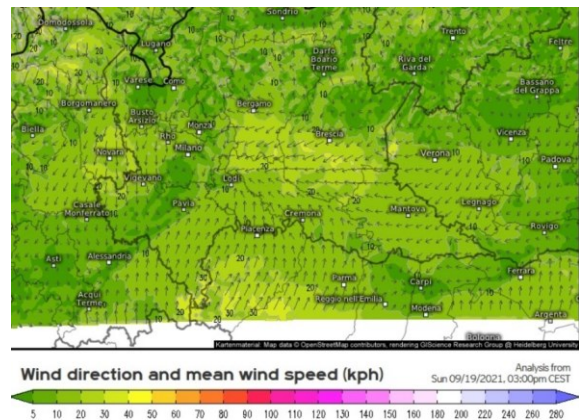 Sondrio
Domodossola
Trento
Lugano
Feltre
Darfo
Boario
Terme
Riva del
Garda
Varese Como
Bassano
del Grappa
Borgomanero
Bergamo
Busto
Arsizio
Biella
Monza
Rho
Brescia
Vicenza
Milano
Novara
Verona
Padova
Vigevano
Lodi
Casale
Monferrato
Pavia
Cremona
Mantova
Legnago
Piacenza
Rovigo
Asti
Alessandria
Parma
Carpi
Ferrara
Acqui
Terme
Reggio nell'Emilia
Modena
Argenta
Bologna
Kartenmaterial: Map data © OpenStreetMap contributors, rendering GIScience Research Group @ Heidelberg University
Wind direction and mean wind speed (kph)
Analysis from
Sun 09/19/2021, 03:00pm CEST
5 10 20 30 40 50 60 70 80 90 100 110 120 130 140 150 160 180 200 220 240 260 280